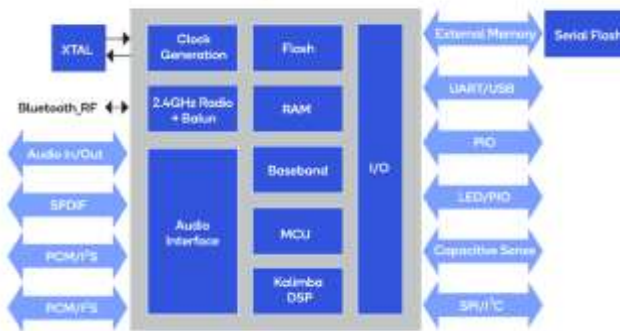 XTAL
Clock
Generation
Flash
External Memory
Serial Flash
Bluetooth_RF
2.4GHz Radio
+ Balun
RAM
UART/USB
Audio In/Out
Baseband
I/O
PIO
SPDIF
Audio
Interface
MCU
LED/PIO
PCM/I²S
Capacitive Sense
PCM/I²S
Kalimba
DSP
SPI/I²C